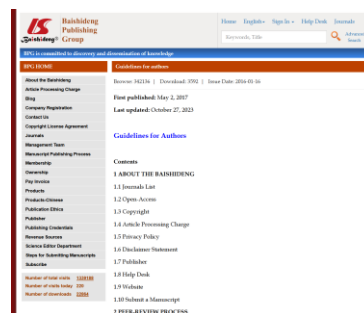 Baishideng
Publishing
Group
Baishideng®
Home English Sign In Help Desk Journals
Keywords, Title
Advanced
Search
BPG is committed to discovery and dissemination of knowledge
BPG HOME
About the Baishideng
Article Processing Charge
Blog
Company Registration
Contact Us
Copyright License Agreement
Journals
Management Team
Manuscript Publishing Process
Membership
Ownership
Pay Invoice
Products
Products-Chinese
Publication Ethics
Publisher
Publishing Credentials
Revenue Sources
Science Editor Department
Steps for Submitting Manuscripts
Subscribe
Number of total visits
Number of visits today
Number of downloads
Guidelines for authors
Browse: 342136 | Download: 3592 | Issue Date: 2016-01-16
First published: May 2, 2017
Last updated: October 27, 2023
Guidelines for Authors
Contents
1 ABOUT THE BAISHIDENG
1.1 Journals List
1.2 Open-Access
1.3 Copyright
1.4 Article Processing Charge
1.5 Privacy Policy
1.6 Disclaimer Statement
1.7 Publisher
1.8 Help Desk
1.9 Website
1.10 Submit a Manuscript
2 PEER-REVIEW PROCESS